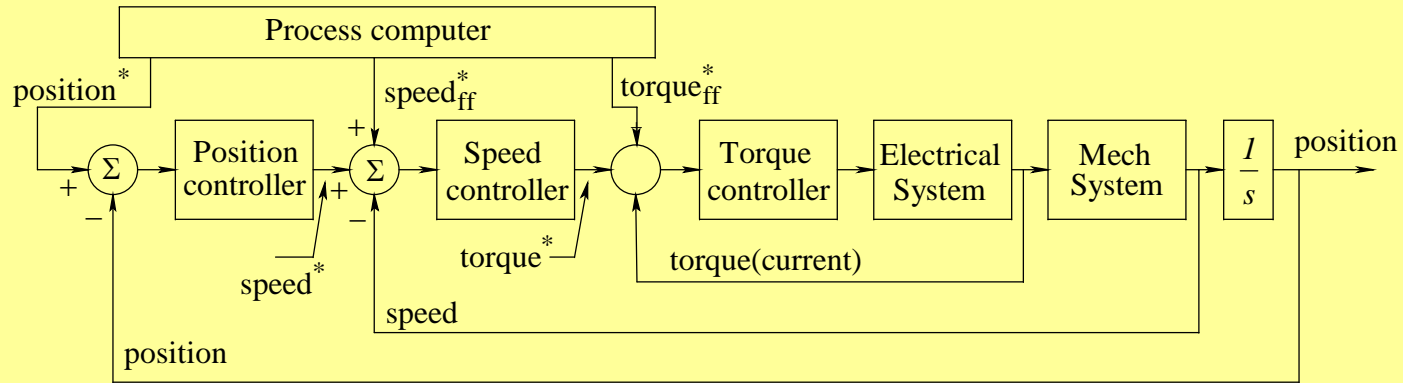 Process computer
position*
speed*ff
torque*ff
+
Σ
+
−
Position
controller
+
Σ
+
−
Speed
controller
Torque
controller
Electrical
System
Mech
System
1
s
position
speed*
torque*
torque(current)
speed
position